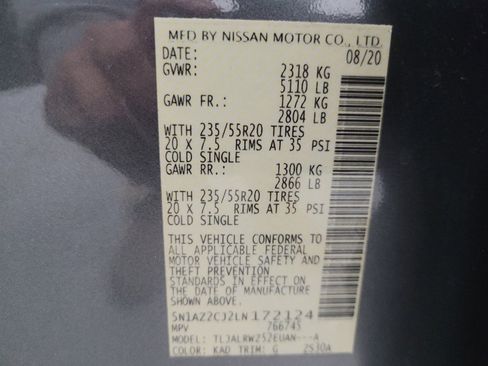 MFD BY NISSAN MOTOR CO., LTD.
DATE: 08/20
GVWR: 2318 KG
5110 LB
GAWR FR.: 1272 KG
2804 LB
WITH 235/55R20 TIRES
20 X 7.5 RIMS AT 35 PSI
COLD SINGLE
GAWR RR.: 1300 KG
2866 LB
WITH 235/55R20 TIRES
20 X 7.5 RIMS AT 35 PSI
COLD SINGLE
THIS VEHICLE CONFORMS TO
ALL APPLICABLE FEDERAL
MOTOR VEHICLE SAFETY AND
THEFT PREVENTION
STANDARDS IN EFFECT ON
THE DATE OF MANUFACTURE
SHOWN ABOVE.
5N1AZ2CJ2LN172124
MPV 766745
MODEL: TLJALRWZ52EUAN----A
COLOR: KAD TRIM: G 2S30A